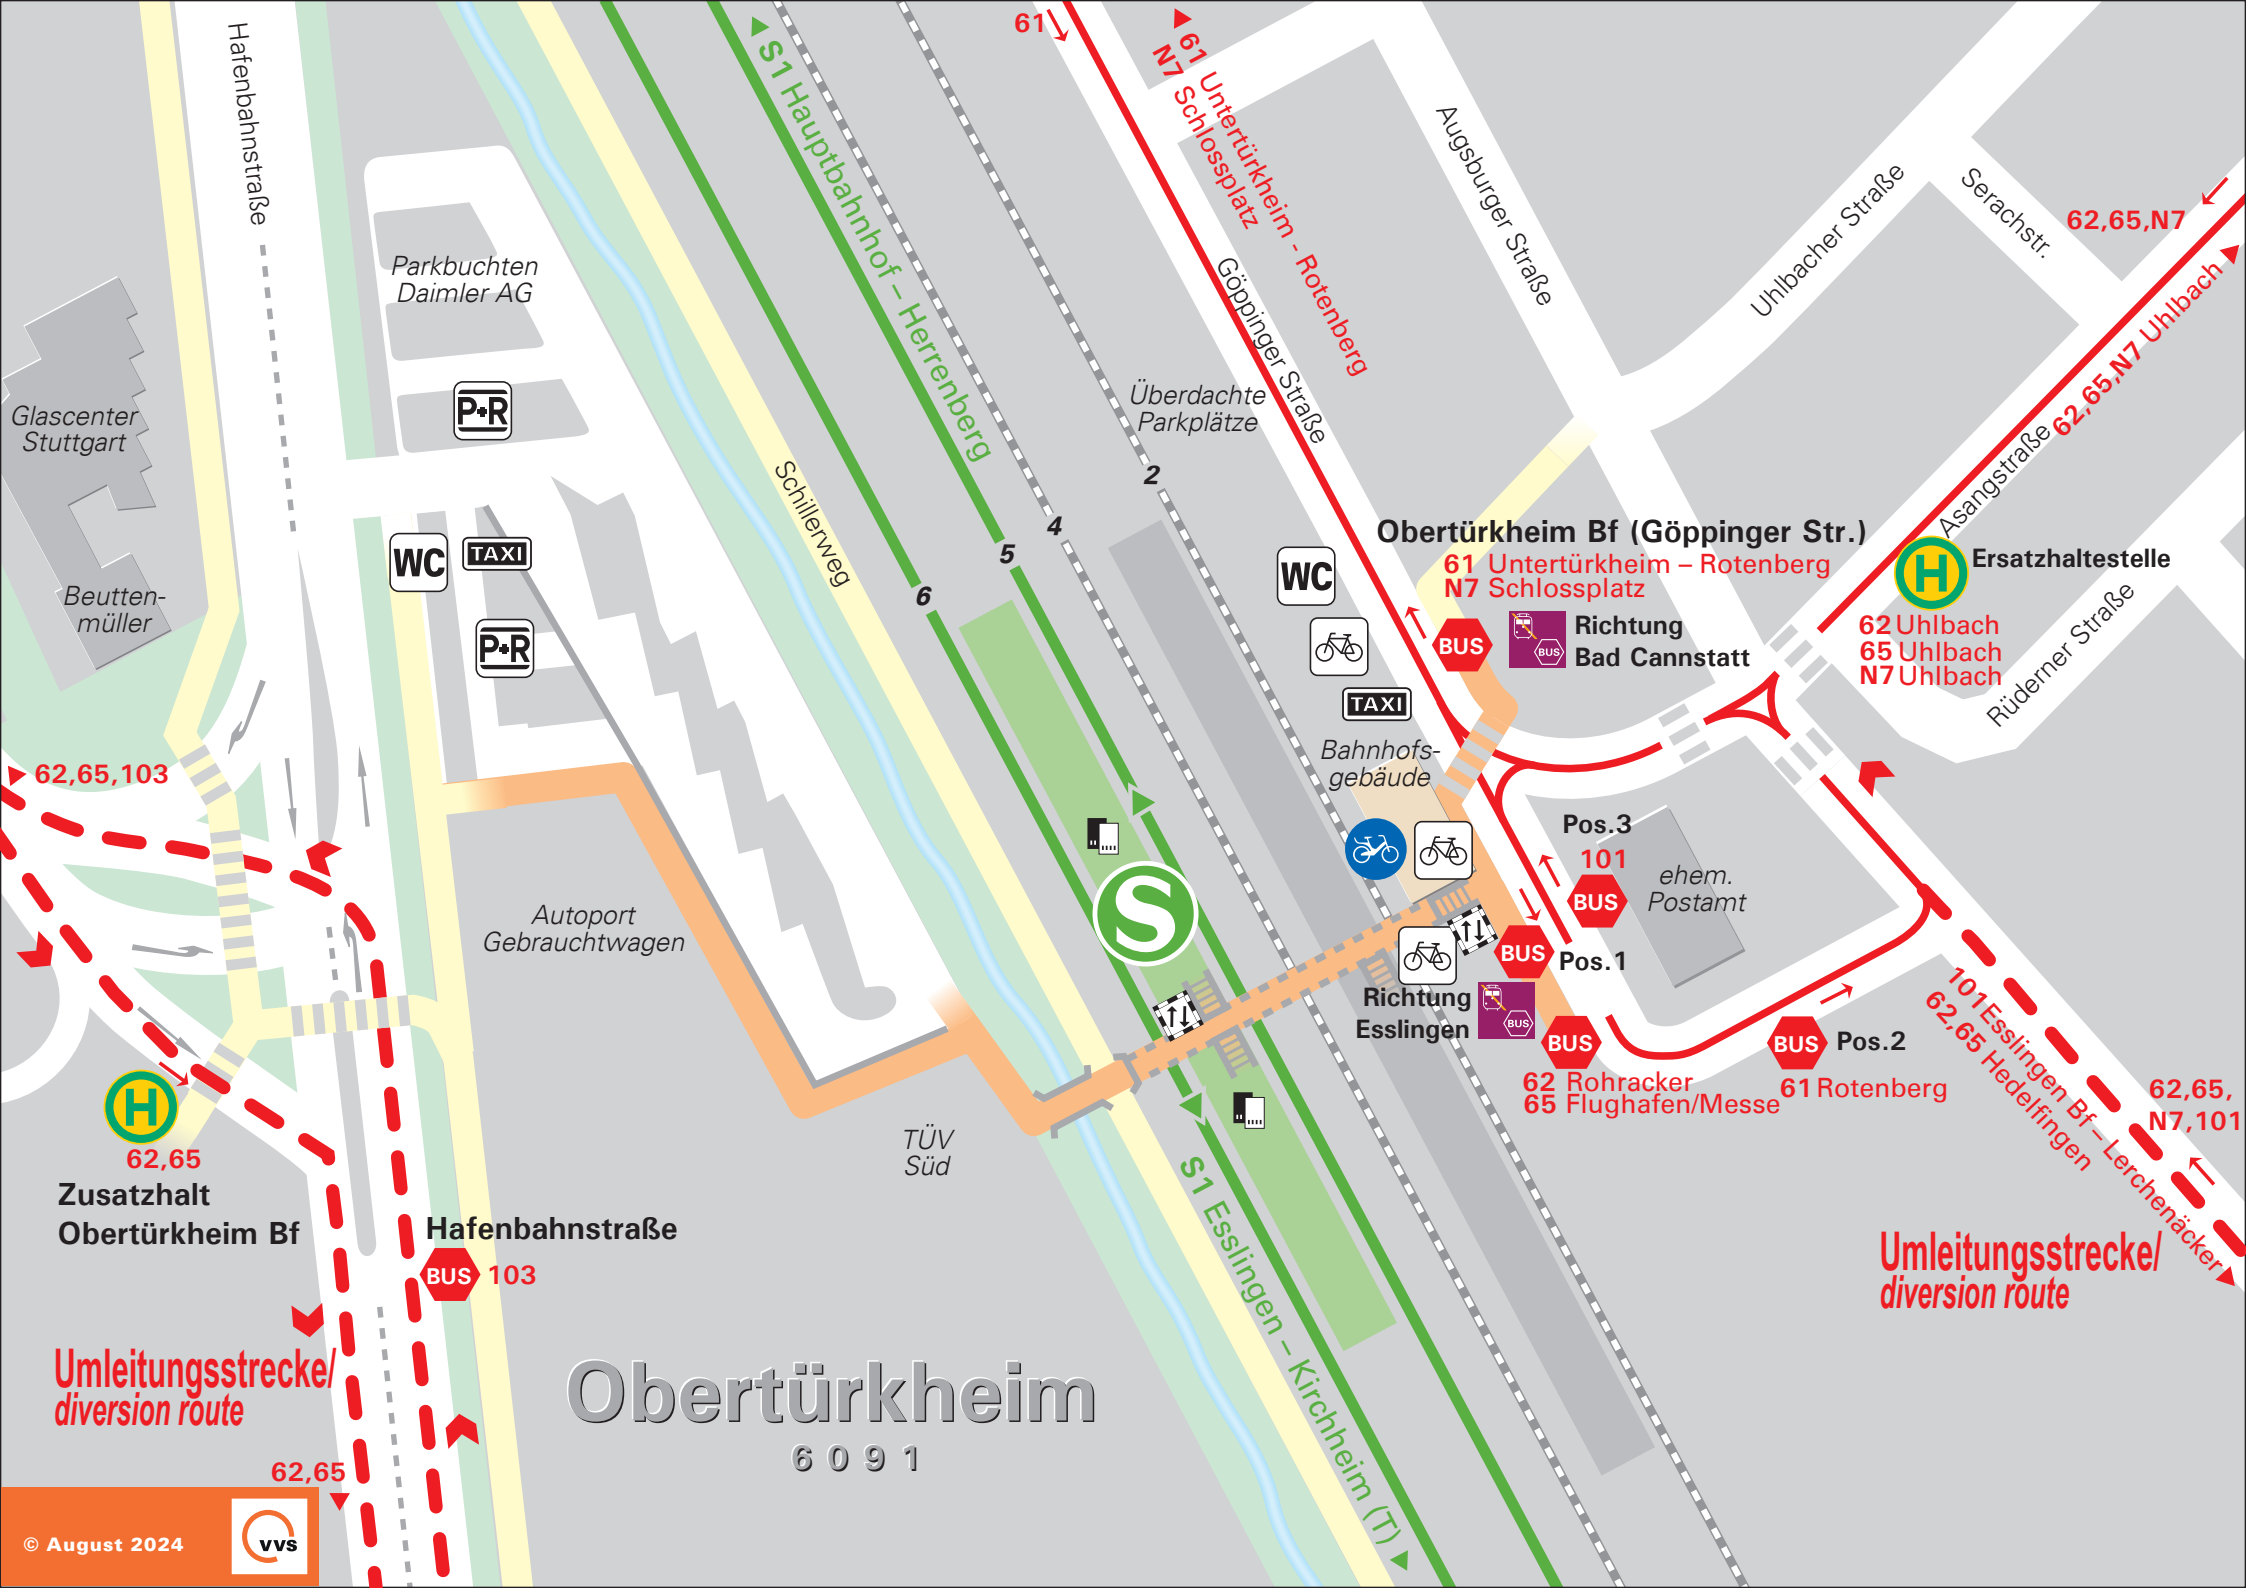 Hafenbahnstraße
S1 Hauptbahnhof – Herrenberg
61
61 Untertürkheim - Rotenberg
N7 Schlossplatz
Augsburger Straße
Uhlbacher Straße
Serachstr.
62,65,N7
62,65,N7 Uhlbach
Parkbuchten
Daimler AG
Göppinger Straße
Glascenter
Stuttgart
P+R
Überdachte
Parkplätze
Schillerweg
2
4
5
6
Asangstraße
Obertürkheim Bf (Göppinger Str.)
61 Untertürkheim – Rotenberg
N7 Schlossplatz
BUS
BUS
Richtung
Bad Cannstatt
H
Ersatzhaltestelle
62 Uhlbach
65 Uhlbach
N7 Uhlbach
Rüderner Straße
WC
TAXI
P+R
WC
TAXI
Beutten-
müller
Bahnhofs-
gebäude
62,65,103
Autoport
Gebrauchtwagen
S
Pos.3
101
BUS
ehem.
Postamt
BUS
Pos.1
Richtung
Esslingen
BUS
BUS
62 Rohracker
65 Flughafen/Messe
BUS
Pos.2
61 Rotenberg
101 Esslingen Bf – Lerchenäcker
62,65 Hedelfingen
62,65,
N7,101
H
62,65
Zusatzhalt
Obertürkheim Bf
TÜV
Süd
Hafenbahnstraße
BUS
103
S1 Esslingen – Kirchheim (T)
Umleitungsstrecke/
diversion route
Umleitungsstrecke/
diversion route
62,65
Obertürkheim
6091
© August 2024
vvs